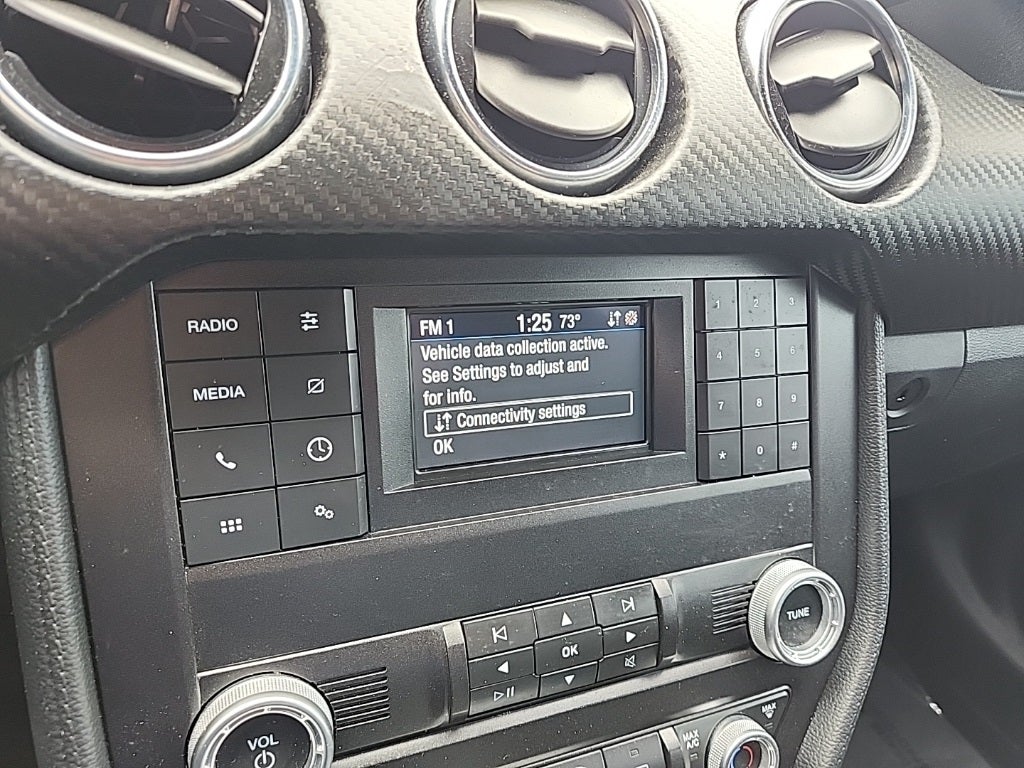 RADIO
MEDIA
FM 1 1:25 73°
Vehicle data collection active.
See Settings to adjust and
for info.
Connectivity settings
OK
1 2 3
4 5 6
7 8 9
* 0 #
OK
TUNE
VOL
MAX
A/C
MAX